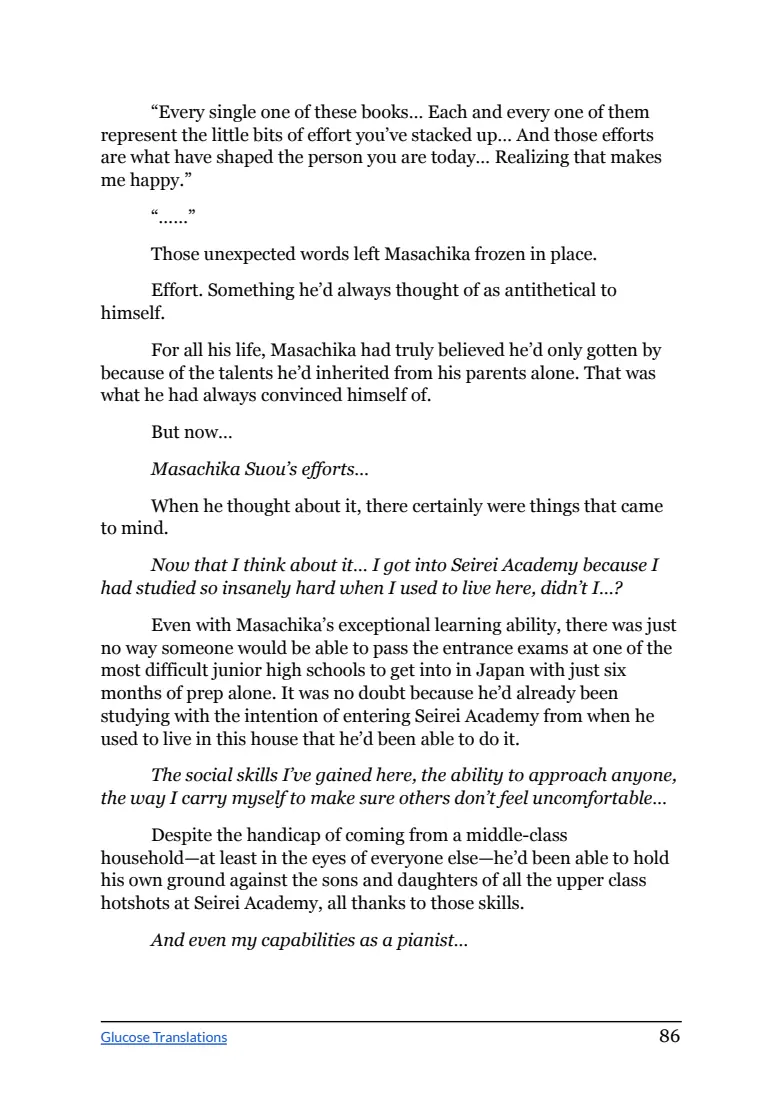 “Every single one of these books... Each and every one of them
represent the little bits of effort you’ve stacked up... And those efforts
are what have shaped the person you are today... Realizing that makes
me happy.”
“......”
Those unexpected words left Masachika frozen in place.
Effort. Something he’d always thought of as antithetical to
himself.
For all his life, Masachika had truly believed he’d only gotten by
because of the talents he’d inherited from his parents alone. That was
what he had always convinced himself of.
But now...
Masachika Suou’s efforts...
When he thought about it, there certainly were things that came
to mind.
Now that I think about it... I got into Seirei Academy because I
had studied so insanely hard when I used to live here, didn’t I...?
Even with Masachika’s exceptional learning ability, there was just
no way someone would be able to pass the entrance exams at one of the
most difficult junior high schools to get into in Japan with just six
months of prep alone. It was no doubt because he’d already been
studying with the intention of entering Seirei Academy from when he
used to live in this house that he’d been able to do it.
The social skills I’ve gained here, the ability to approach anyone,
the way I carry myself to make sure others don’t feel uncomfortable...
Despite the handicap of coming from a middle-class
household—at least in the eyes of everyone else—he’d been able to hold
his own ground against the sons and daughters of all the upper class
hotshots at Seirei Academy, all thanks to those skills.
And even my capabilities as a pianist...
Glucose Translations
86